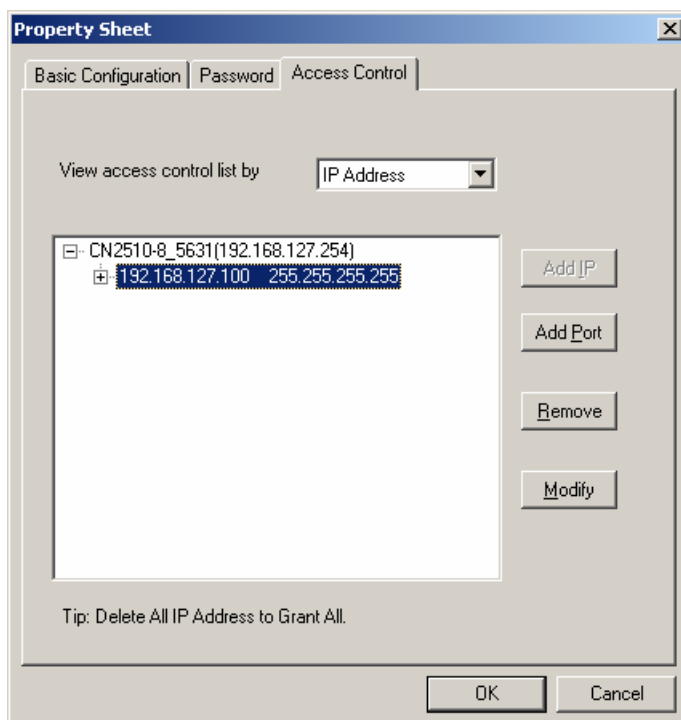 Property Sheet
Basic Configuration Password Access Control
View access control list by IP Address
CN2510-8_5631(192.168.127.254)
192.168.127.100 255.255.255.255
Add IP
Add Port
Remove
Modify
Tip: Delete All IP Address to Grant All.
OK Cancel